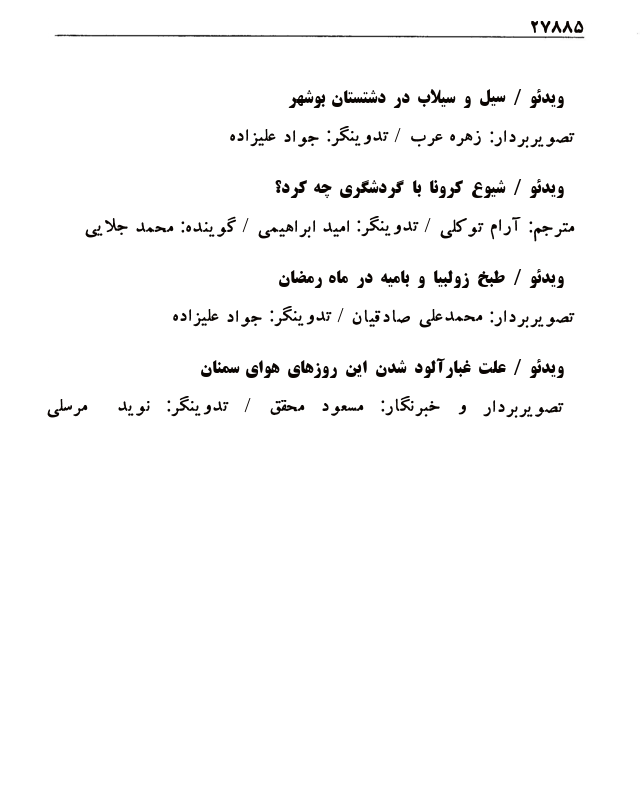 ۲۷۸۸۵
ویدئو / سیل و سیلاب در دشتستان بوشهر
تصویربردار: زهره عرب / تدوینگر: جواد علیزاده
ویدئو / شیوع کرونا با گردشگری چه کرد؟
مترجم: آرام توکلی / تدوینگر: امید ابراهیمی / گوینده: محمد جلایی
ویدئو / طبخ زولبیا و بامیه در ماه رمضان
تصویربردار: محمدعلی صادقیان / تدوینگر: جواد علیزاده
ویدئو / علت غبارآلود شدن این روزهای هوای سمنان
تصویربردار و خبرنگار: مسعود محقق / تدوینگر: نوید مرسلی